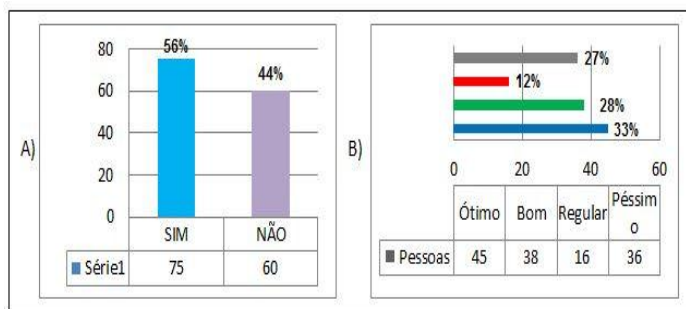 A)
80
60
40
20
0
56%
44%
SIM NÃO
Série1 75 60
B)
27%
12%
28%
33%
0 20 40 60
Ótimo Bom Regular Péssim
o
Pessoas 45 38 16 36